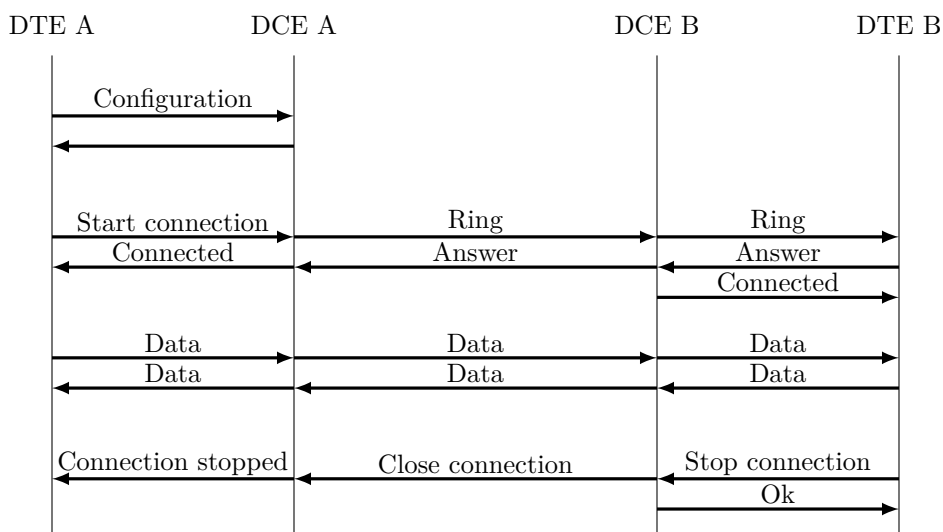 DTE A
DCE A
DCE B
DTE B
Configuration
Start connection
Ring
Ring
Connected
Answer
Answer
Connected
Data
Data
Data
Data
Data
Data
Connection stopped
Close connection
Stop connection
Ok